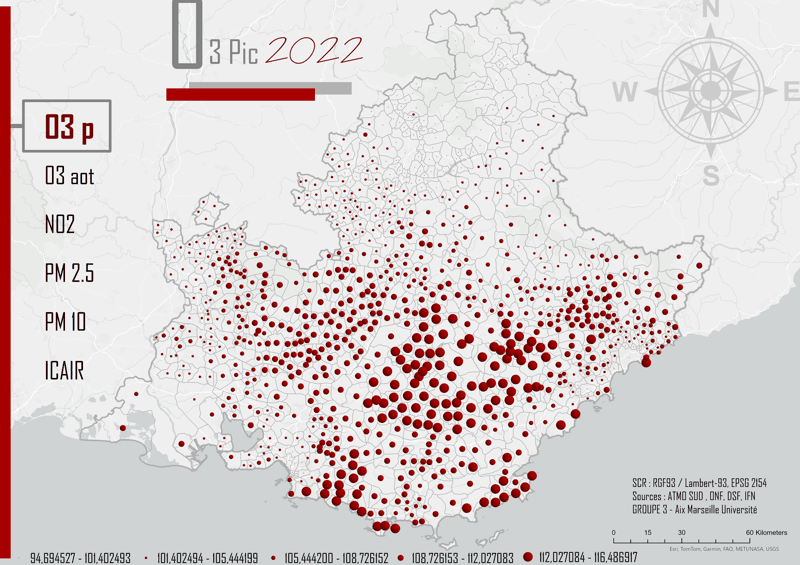 O3 Pic 2022
N
W
E
S
O3 p
O3 aot
NO2
PM 2.5
PM 10
ICAIR
SCR : RGF93 / Lambert-93, EPSG 2154
Sources : ATMO SUD , ONF, DSF, IFN
GROUPE 3 - Aix Marseille Université
0 15 30 60 Kilometers
Esri, TomTom, Garmin, FAO, METI/NASA, USGS
94,694527 - 101,402493 101,402494 - 105,444199 105,444200 - 108,726152 108,726153 - 112,027083 112,027084 - 116,486917